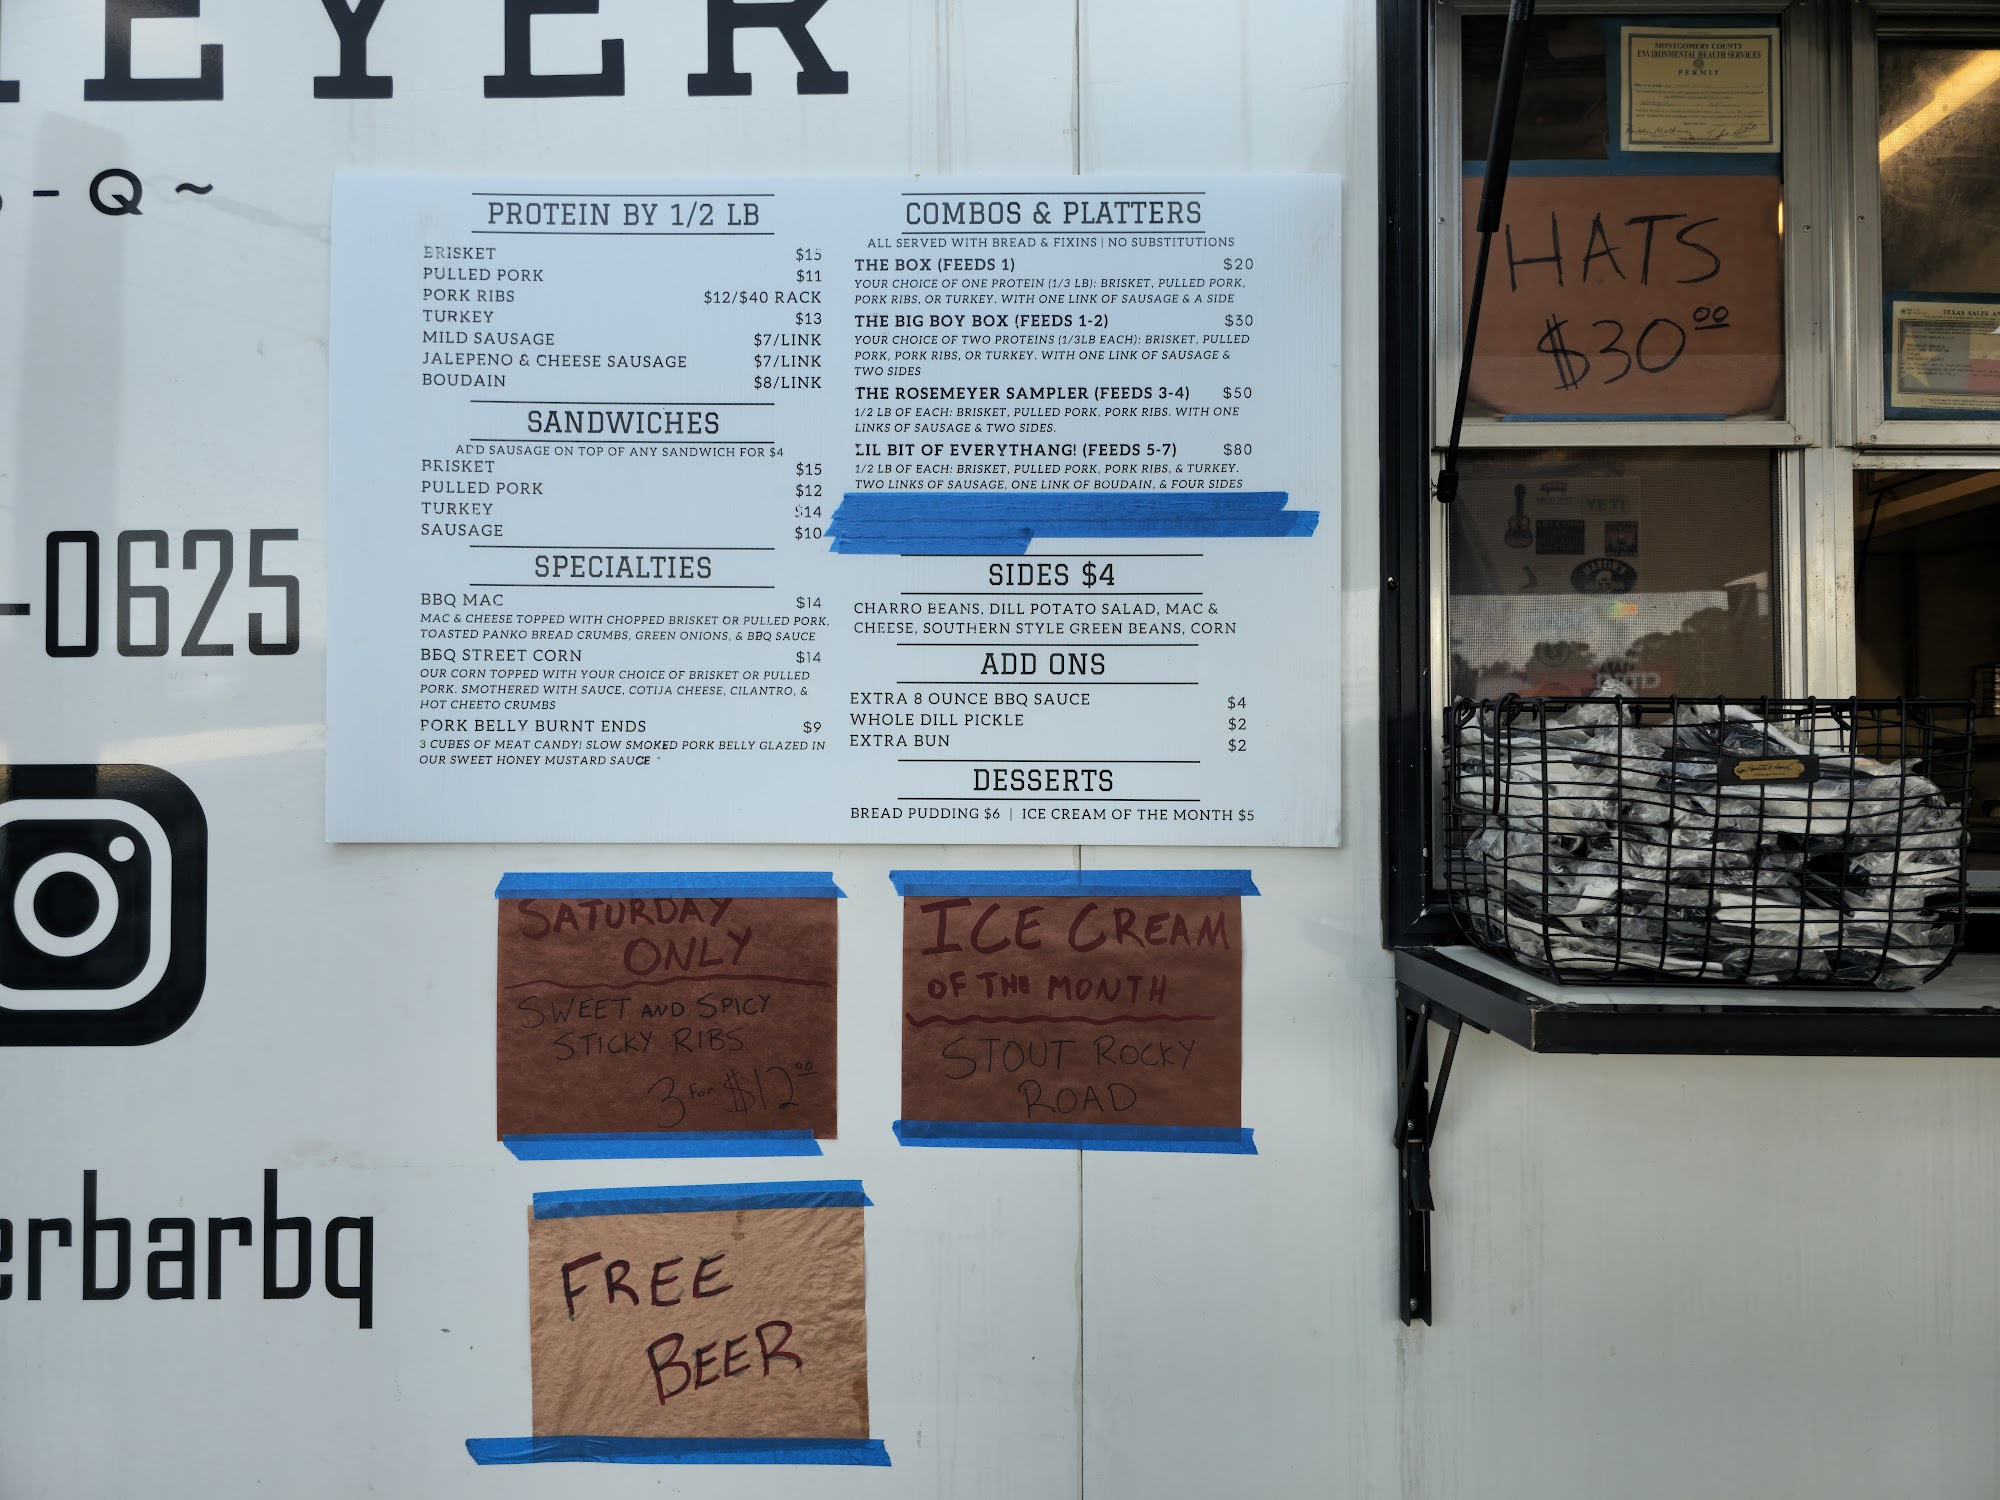 EYER
-Q~
-0625
erbarbq
PROTEIN BY 1/2 LB
BRISKET $15
PULLED PORK $11
PORK RIBS $12/$40 RACK
TURKEY $13
MILD SAUSAGE $7/LINK
JALEPENO & CHEESE SAUSAGE $7/LINK
BOUDAIN $8/LINK
SANDWICHES
ADD SAUSAGE ON TOP OF ANY SANDWICH FOR $4
BRISKET $15
PULLED PORK $12
TURKEY $14
SAUSAGE $10
SPECIALTIES
BBQ MAC $14
MAC & CHEESE TOPPED WITH CHOPPED BRISKET OR PULLED PORK,
TOASTED PANKO BREAD CRUMBS, GREEN ONIONS, & BBQ SAUCE
BBQ STREET CORN $14
OUR CORN TOPPED WITH YOUR CHOICE OF BRISKET OR PULLED
PORK. SMOTHERED WITH SAUCE, COTIJA CHEESE, CILANTRO, &
HOT CHEETO CRUMBS
PORK BELLY BURNT ENDS $9
3 CUBES OF MEAT CANDY! SLOW SMOKED PORK BELLY GLAZED IN
OUR SWEET HONEY MUSTARD SAUCE
COMBOS & PLATTERS
ALL SERVED WITH BREAD & FIXINS | NO SUBSTITUTIONS
THE BOX (FEEDS 1) $20
YOUR CHOICE OF ONE PROTEIN (1/3 LB): BRISKET, PULLED PORK,
PORK RIBS, OR TURKEY. WITH ONE LINK OF SAUSAGE & A SIDE
THE BIG BOY BOX (FEEDS 1-2) $30
YOUR CHOICE OF TWO PROTEINS (1/3LB EACH): BRISKET, PULLED
PORK, PORK RIBS, OR TURKEY. WITH ONE LINK OF SAUSAGE &
TWO SIDES
THE ROSEMEYER SAMPLER (FEEDS 3-4) $50
1/2 LB OF EACH: BRISKET, PULLED PORK, PORK RIBS. WITH ONE
LINKS OF SAUSAGE & TWO SIDES.
LIL BIT OF EVERYTHANG! (FEEDS 5-7) $80
1/2 LB OF EACH: BRISKET, PULLED PORK, PORK RIBS, & TURKEY.
TWO LINKS OF SAUSAGE, ONE LINK OF BOUDAIN, & FOUR SIDES
SIDES $4
CHARRO BEANS, DILL POTATO SALAD, MAC &
CHEESE, SOUTHERN STYLE GREEN BEANS, CORN
ADD ONS
EXTRA 8 OUNCE BBQ SAUCE $4
WHOLE DILL PICKLE $2
EXTRA BUN $2
DESSERTS
BREAD PUDDING $6 | ICE CREAM OF THE MONTH $5
SATURDAY
ONLY
SWEET AND SPICY
STICKY RIBS
3 for $12.00
ICE CREAM
OF THE MONTH
STOUT ROCKY
ROAD
FREE
BEER
MONTGOMERY COUNTY
ENVIRONMENTAL HEALTH SERVICES
PERMIT
HATS
$30.00
TEXAS SALES AN
YETI